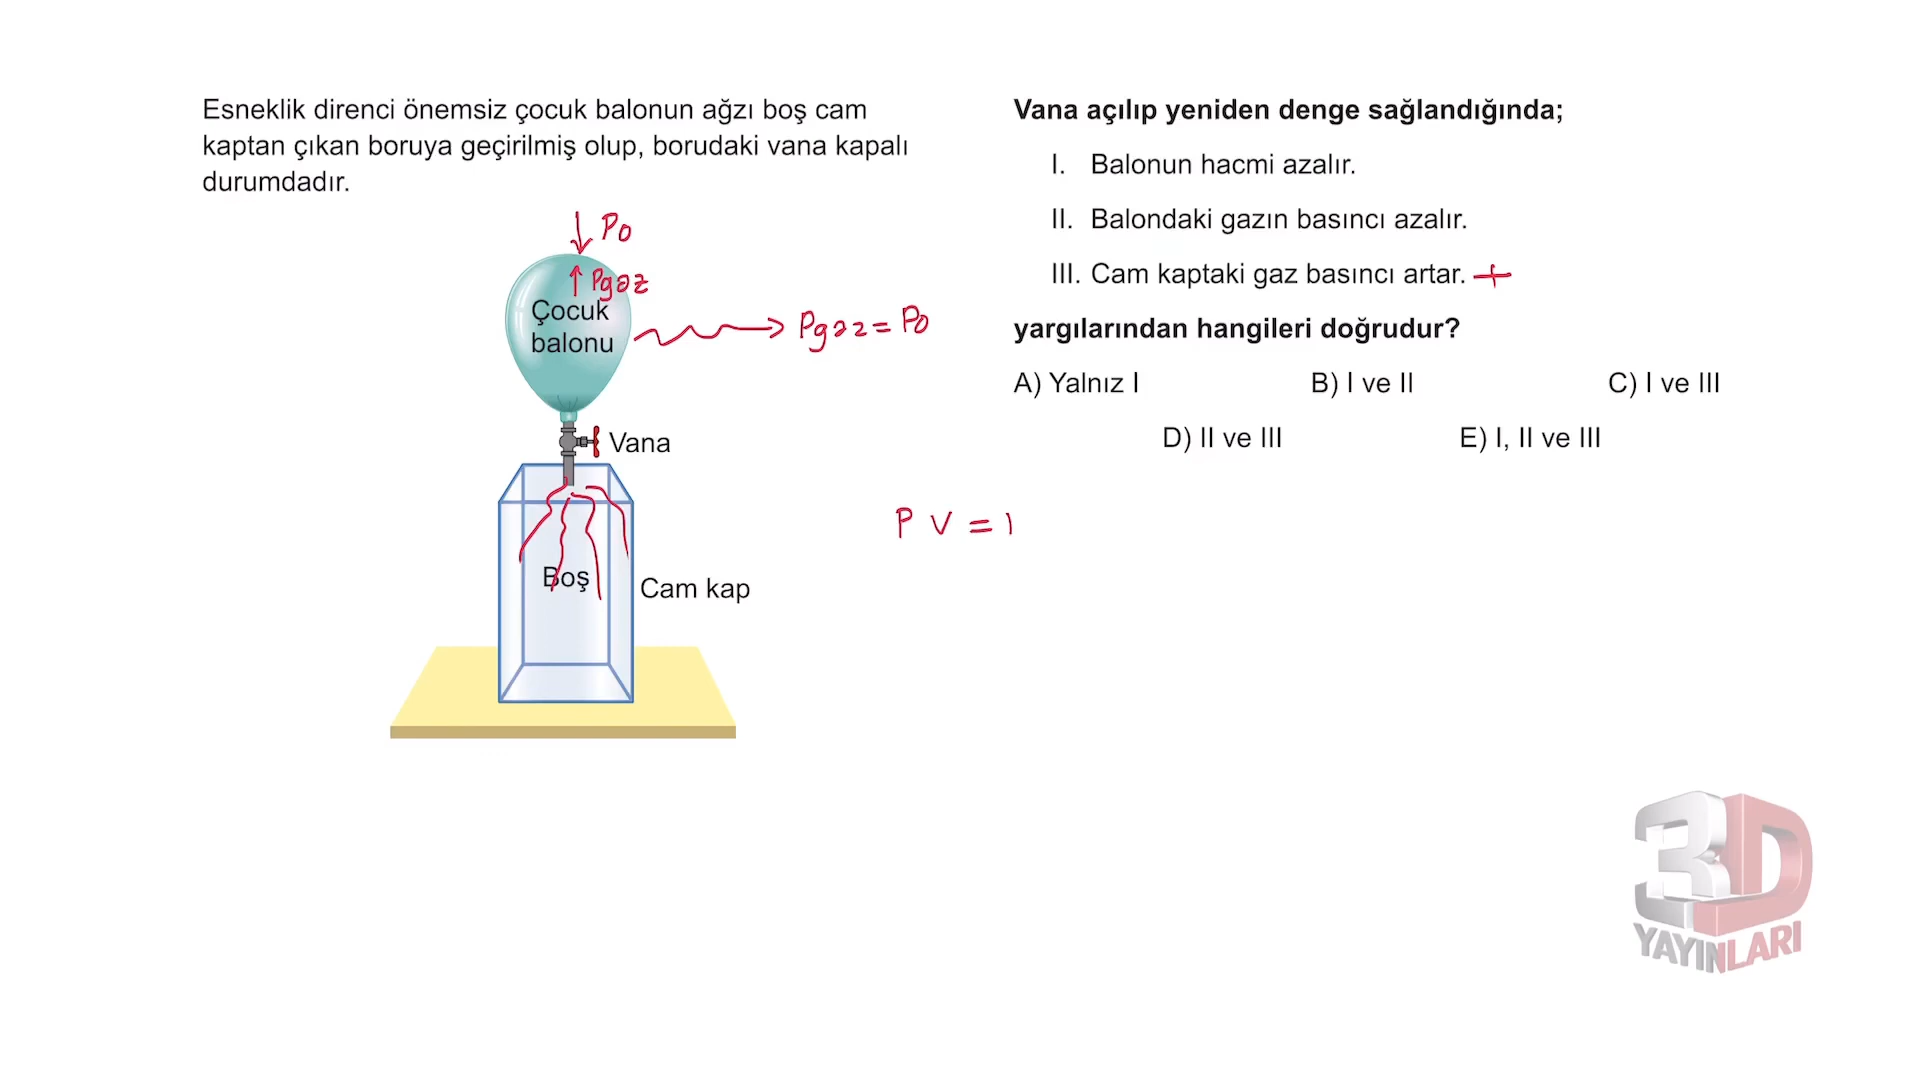 Esneklik direnci önemsiz çocuk balonun ağzı boş cam
kaptan çıkan boruya geçirilmiş olup, borudaki vana kapalı
durumdadır.
P0
Pgaz
Çocuk
balonu
Pgaz = P0
Vana
Boş
Cam kap
Vana açılıp yeniden denge sağlandığında;
I. Balonun hacmi azalır.
II. Balondaki gazın basıncı azalır.
III. Cam kaptaki gaz basıncı artar. +
yargılarından hangileri doğrudur?
A) Yalnız I B) I ve II C) I ve III
D) II ve III E) I, II ve III
P V = 1
3D
YAYINLARI